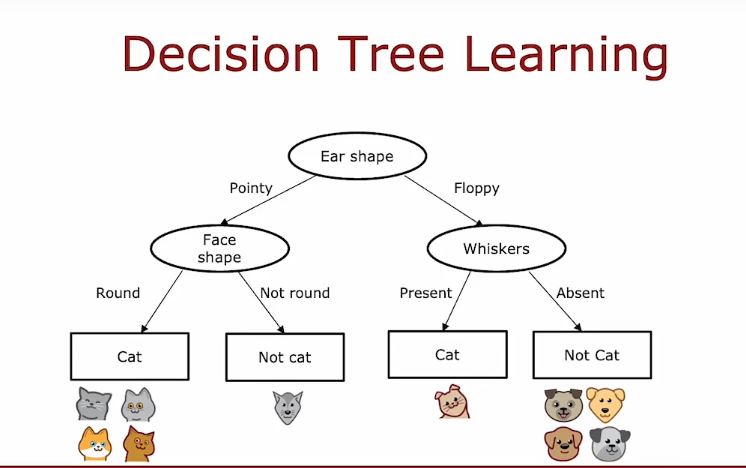 Decision Tree Learning
Ear shape
Pointy
Floppy
Face
shape
Whiskers
Round
Not round
Present
Absent
Cat
Not cat
Cat
Not Cat